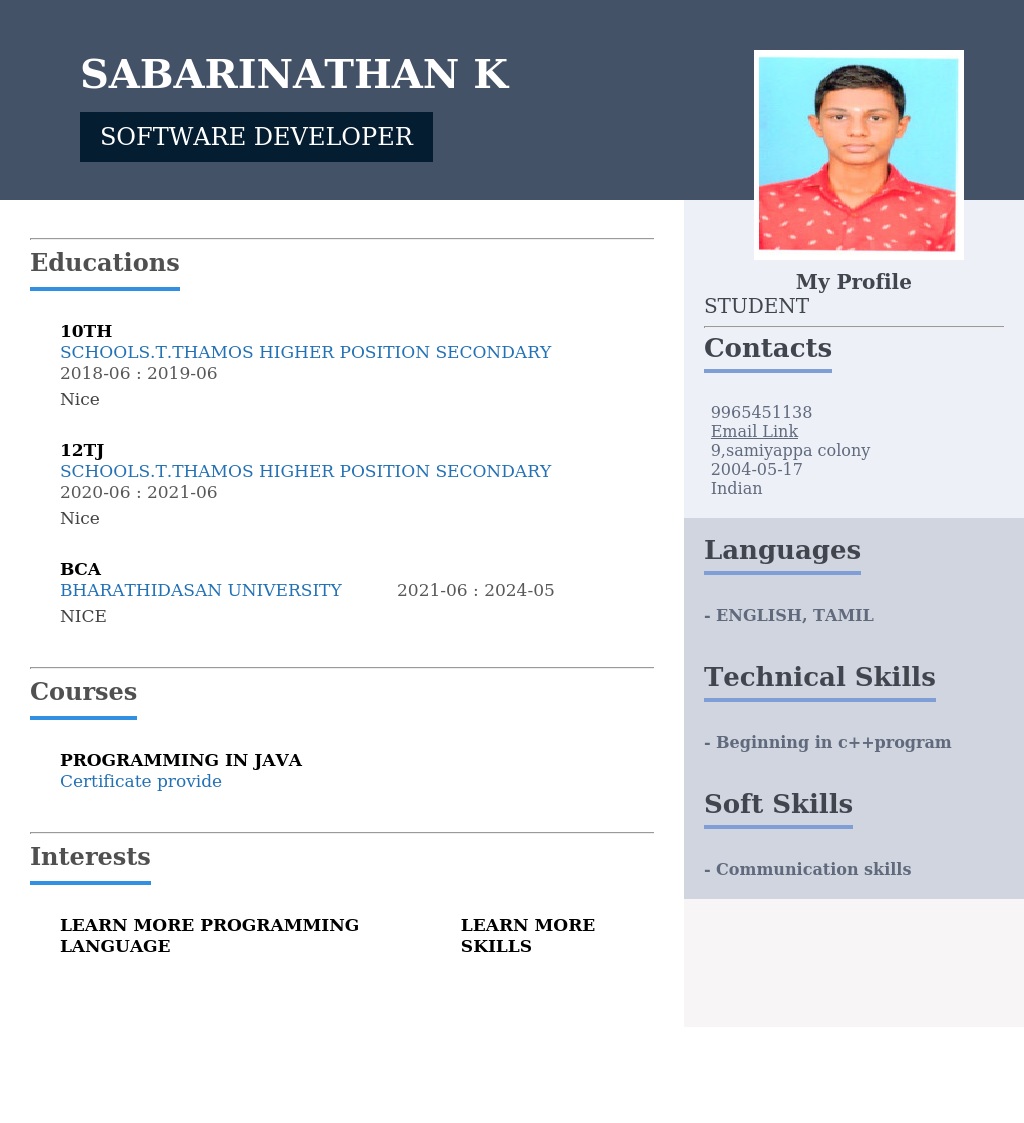 SABARINATHAN K
SOFTWARE DEVELOPER
Educations
10TH
SCHOOLS.T.THAMOS HIGHER POSITION SECONDARY
2018-06 : 2019-06
Nice
12TJ
SCHOOLS.T.THAMOS HIGHER POSITION SECONDARY
2020-06 : 2021-06
Nice
BCA
BHARATHIDASAN UNIVERSITY 2021-06 : 2024-05
NICE
Courses
PROGRAMMING IN JAVA
Certificate provide
Interests
LEARN MORE PROGRAMMING
LANGUAGE
LEARN MORE
SKILLS
My Profile
STUDENT
Contacts
9965451138
Email Link
9,samiyappa colony
2004-05-17
Indian
Languages
- ENGLISH, TAMIL
Technical Skills
- Beginning in c++program
Soft Skills
- Communication skills